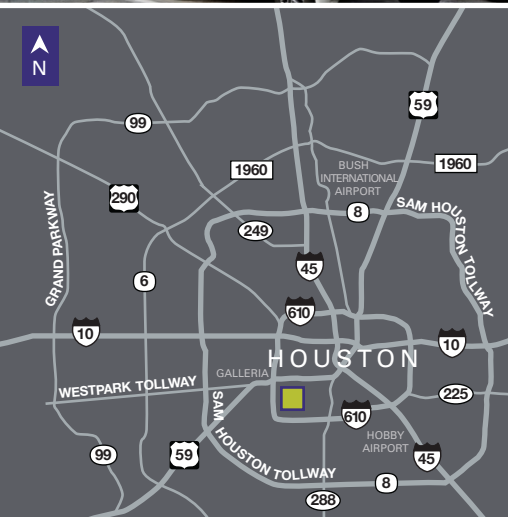 N
59
99
1960
BUSH
INTERNATIONAL
AIRPORT
1960
290
8
SAM HOUSTON TOLLWAY
249
GRAND PARKWAY
45
6
610
10
10
HOUSTON
GALLERIA
WESTPARK TOLLWAY
225
610
SAM HOUSTON TOLLWAY
HOBBY
AIRPORT
99
59
45
8
288